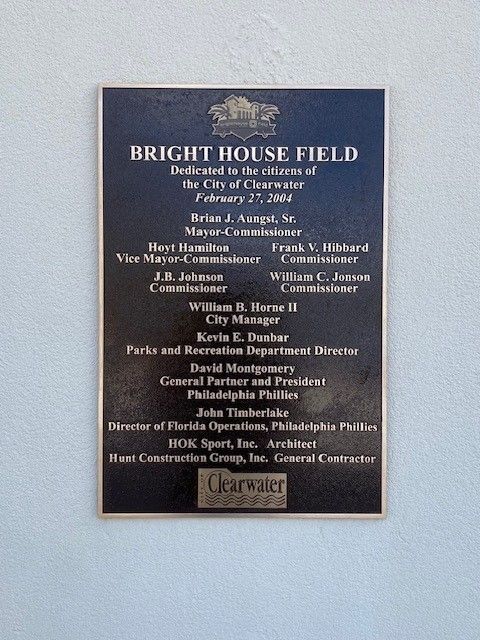 BRIGHT HOUSE FIELD
Dedicated to the citizens of
the City of Clearwater
February 27, 2004
Brian J. Aungst, Sr.
Mayor-Commissioner
Hoyt Hamilton
Vice Mayor-Commissioner
Frank V. Hibbard
Commissioner
J.B. Johnson
Commissioner
William C. Jonson
Commissioner
William B. Horne II
City Manager
Kevin E. Dunbar
Parks and Recreation Department Director
David Montgomery
General Partner and President
Philadelphia Phillies
John Timberlake
Director of Florida Operations, Philadelphia Phillies
HOK Sport, Inc. Architect
Hunt Construction Group, Inc. General Contractor
Clearwater